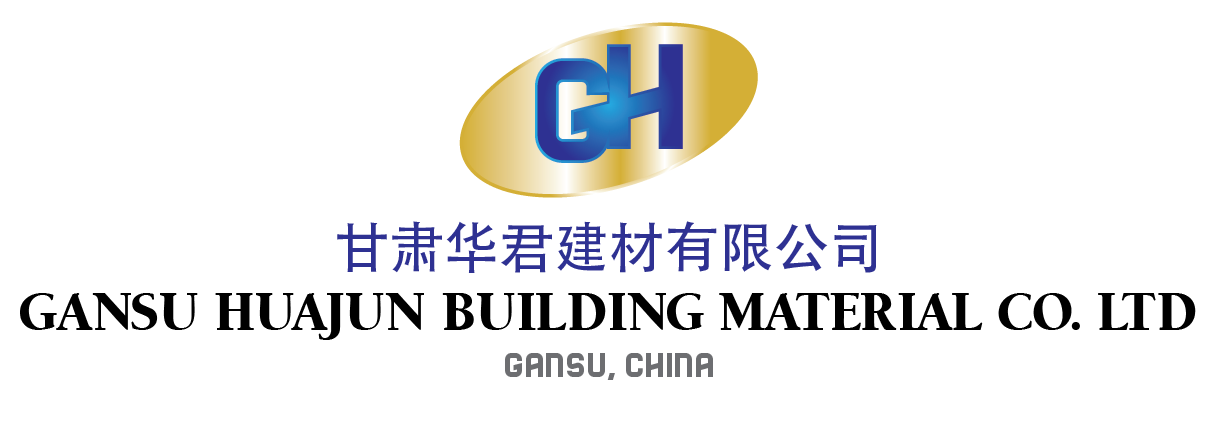 GH
甘肃华君建材有限公司
GANSU HUAJUN BUILDING MATERIAL CO. LTD
GANSU, CHINA